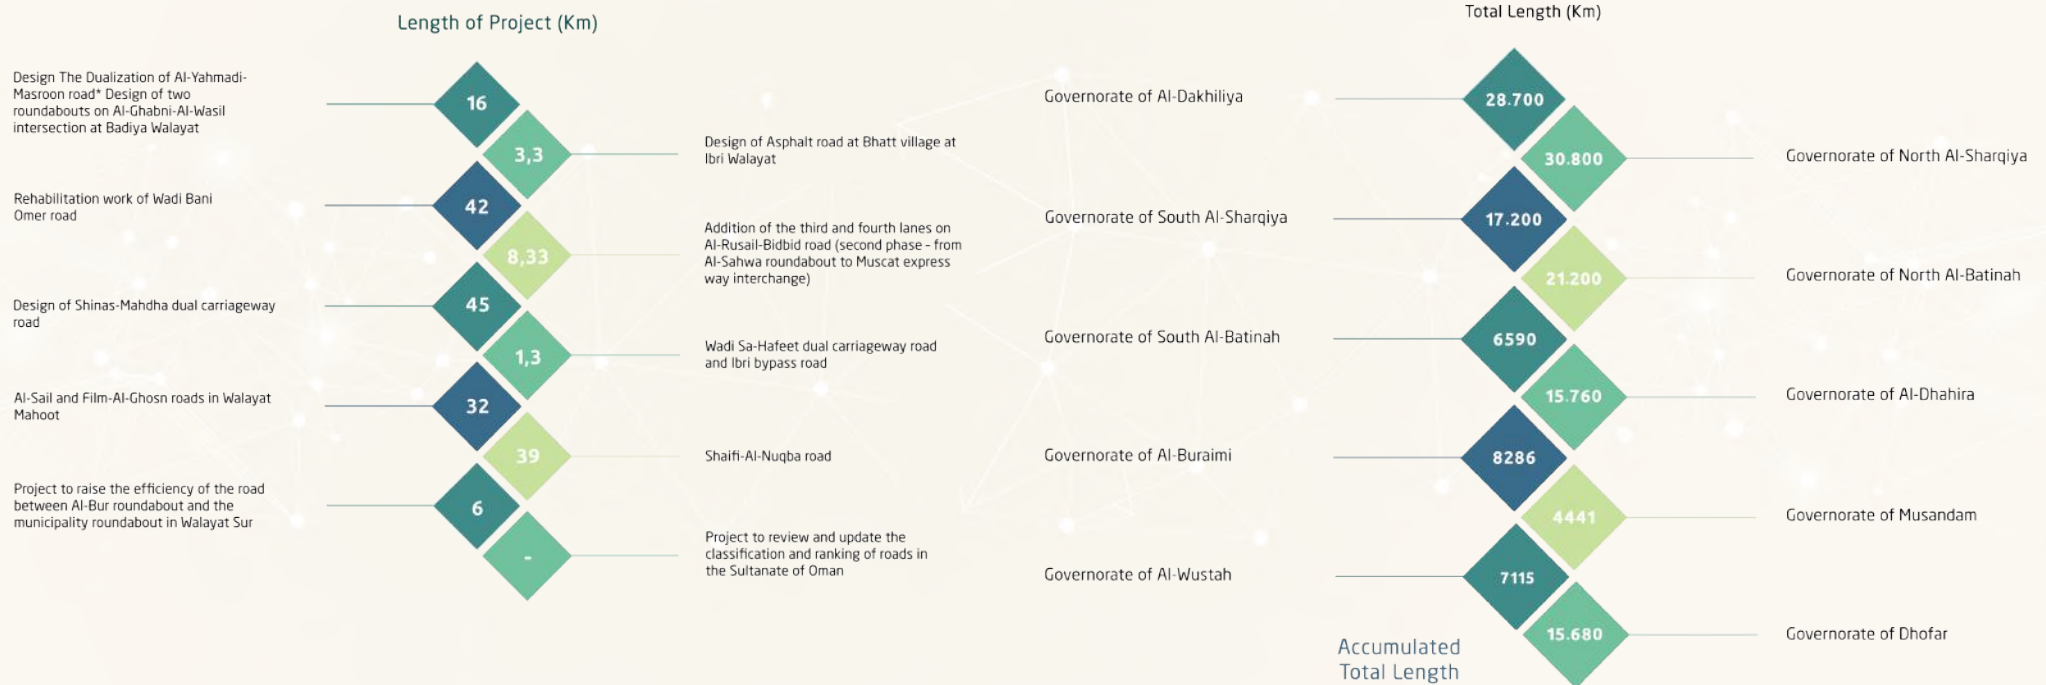 Length of Project (Km)
Design The Dualization of Al-Yahmadi-
Masroon road* Design of two
roundabouts on Al-Ghabni-Al-Wasil
intersection at Badiya Walayat
16
3,3
Design of Asphalt road at Bhatt village at
Ibri Walayat
Rehabilitation work of Wadi Bani
Omer road
42
8,33
Addition of the third and fourth lanes on
Al-Rusail-Bidbid road (second phase - from
Al-Sahwa roundabout to Muscat express
way interchange)
Design of Shinas-Mahdha dual carriageway
road
45
1,3
Wadi Sa-Hafeet dual carriageway road
and Ibri bypass road
Al-Sail and Film-Al-Ghosn roads in Walayat
Mahoot
32
39
Shaifi-Al-Nuqba road
Project to raise the efficiency of the road
between Al-Bur roundabout and the
municipality roundabout in Walayat Sur
6
-
Project to review and update the
classification and ranking of roads in
the Sultanate of Oman
Total Length (Km)
Governorate of Al-Dakhiliya
28.700
30.800
Governorate of North Al-Sharqiya
Governorate of South Al-Sharqiya
17.200
21.200
Governorate of North Al-Batinah
Governorate of South Al-Batinah
6590
15.760
Governorate of Al-Dhahira
Governorate of Al-Buraimi
8286
4441
Governorate of Musandam
Governorate of Al-Wustah
7115
15.680
Governorate of Dhofar
Accumulated
Total Length